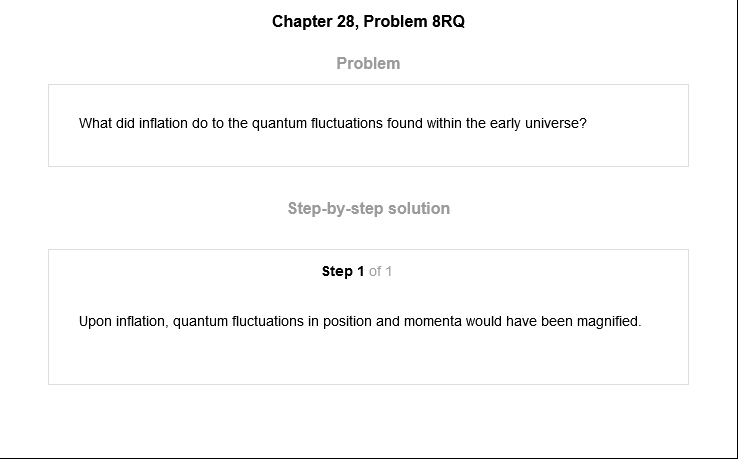 Chapter 28, Problem 8RQ
Problem
What did inflation do to the quantum fluctuations found within the early universe?
Step-by-step solution
Step 1 of 1
Upon inflation, quantum fluctuations in position and momenta would have been magnified.